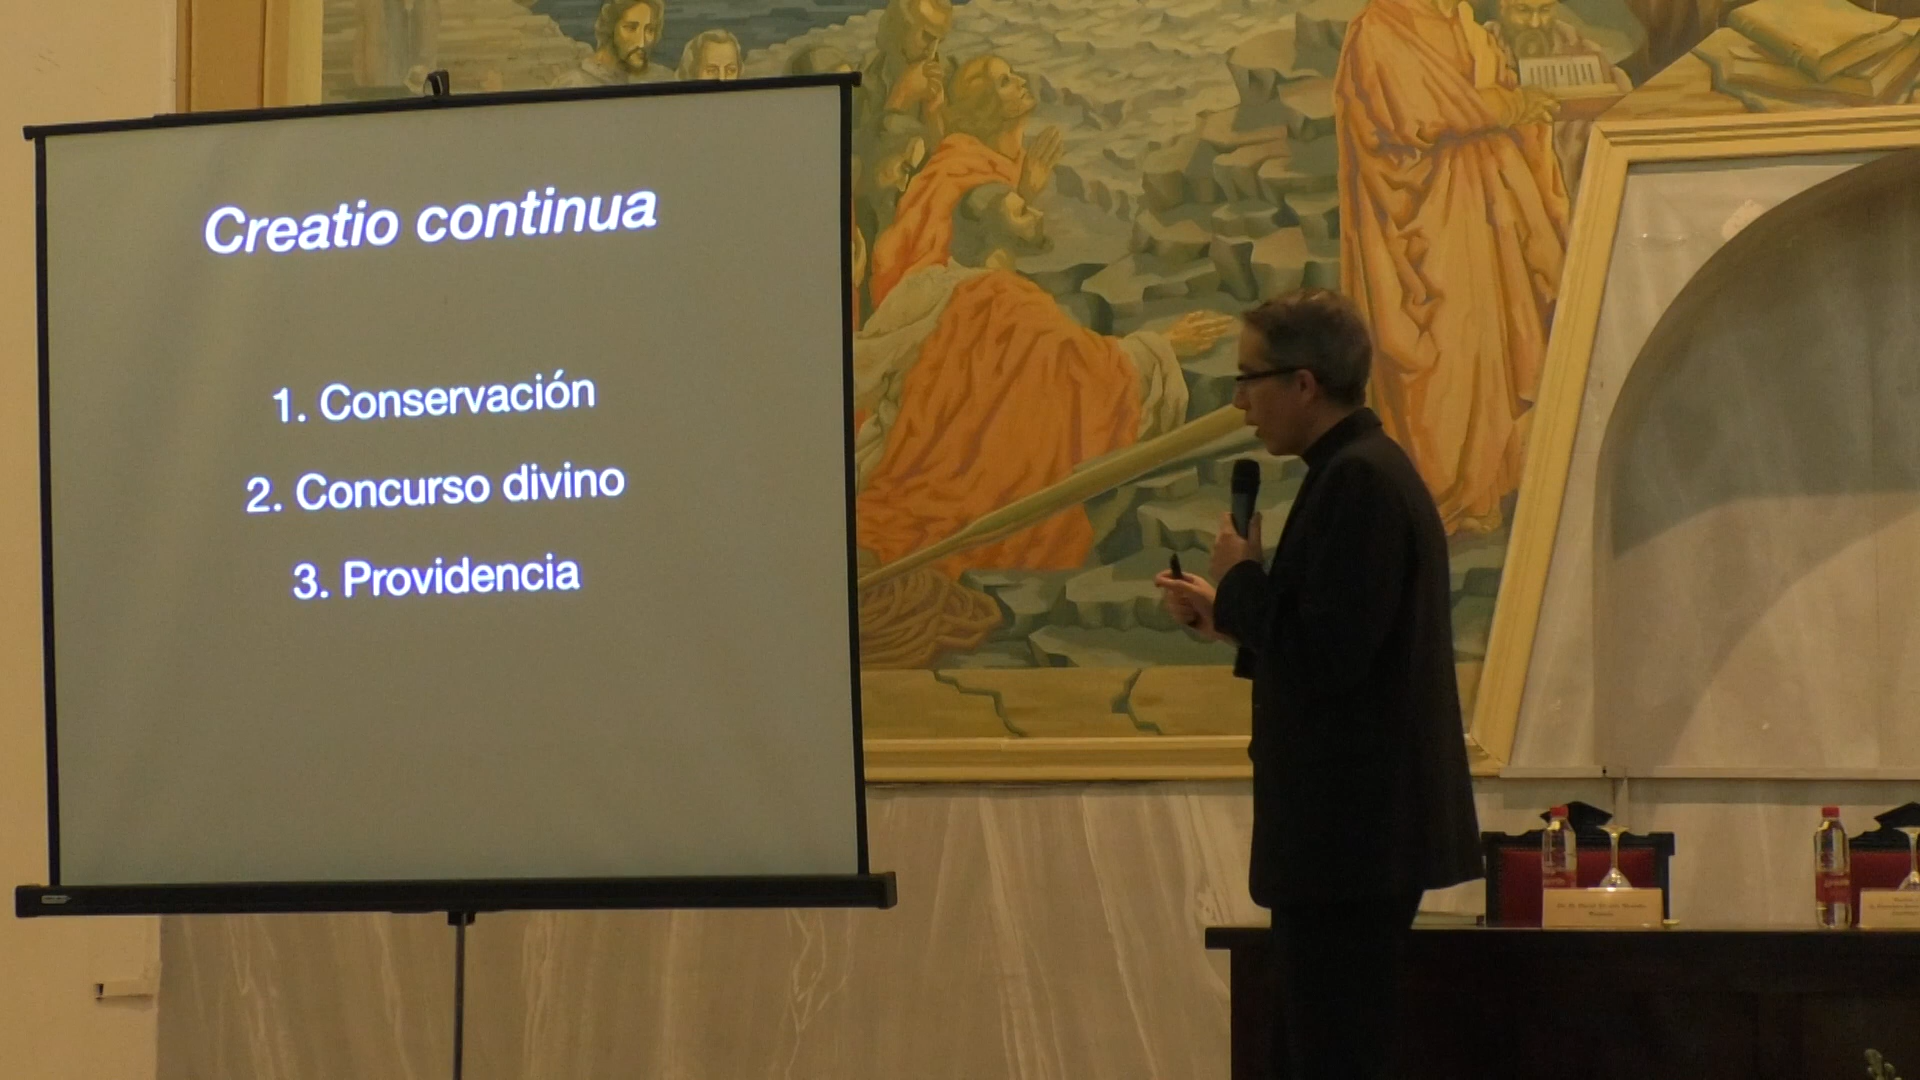 Creatio continua
1. Conservación
2. Concurso divino
3. Providencia